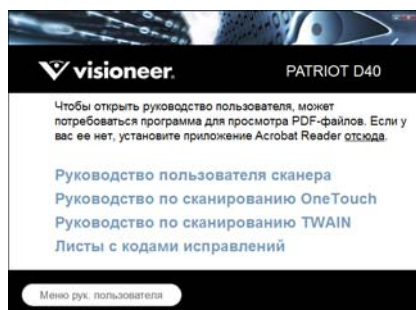 visioneer.
PATRIOT D40
Чтобы открыть руководство пользователя, может
потребоваться программа для просмотра PDF-файлов. Если у
вас ее нет, установите приложение Acrobat Reader отсюда.
Руководство пользователя сканера
Руководство по сканированию OneTouch
Руководство по сканированию TWAIN
Листы с кодами исправлений
Меню рук. пользователя